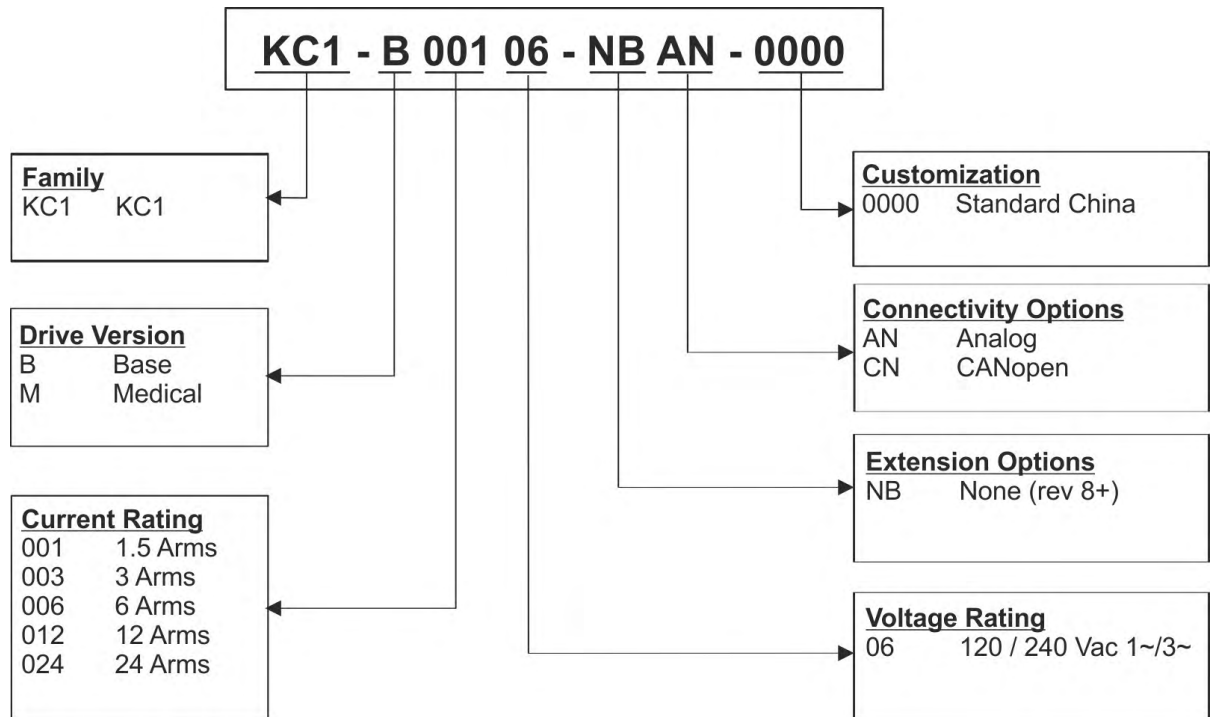 KC1 - B 001 06 - NB AN - 0000
Family
KC1 KC1
Drive Version
B Base
M Medical
Current Rating
001 1.5 Arms
003 3 Arms
006 6 Arms
012 12 Arms
024 24 Arms
Customization
0000 Standard China
Connectivity Options
AN Analog
CN CANopen
Extension Options
NB None (rev 8+)
Voltage Rating
06 120 / 240 Vac 1~/3~